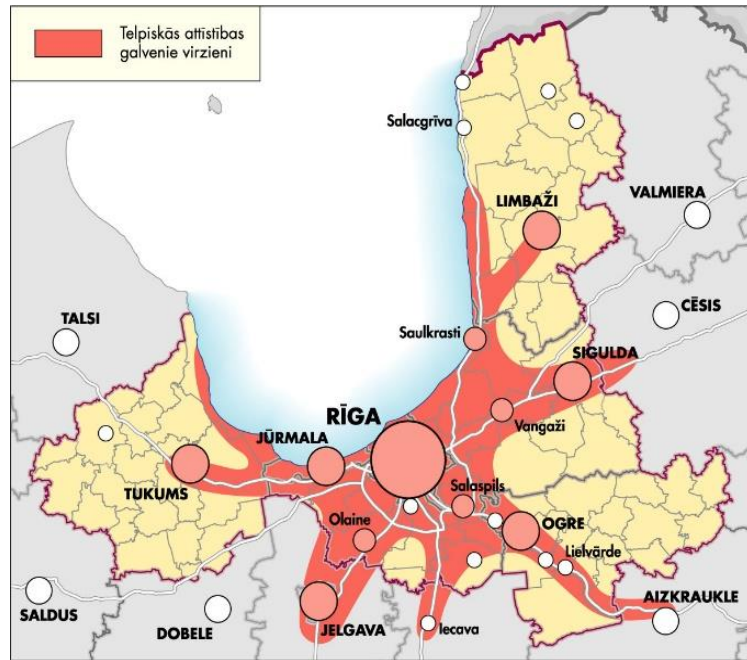 Telpiskās attīstības
galvenie virzieni
Salacgrīva
LIMBAŽI
VALMIERA
TALSI
CĒSIS
Saulkrasti
SIGULDA
RĪGA
JŪRMALA
Vangaži
TUKUMS
Salaspils
Olaine
OGRE
Lielvārde
AIZKRAUKLE
SALDUS
DOBELE
JELGAVA
Iecava